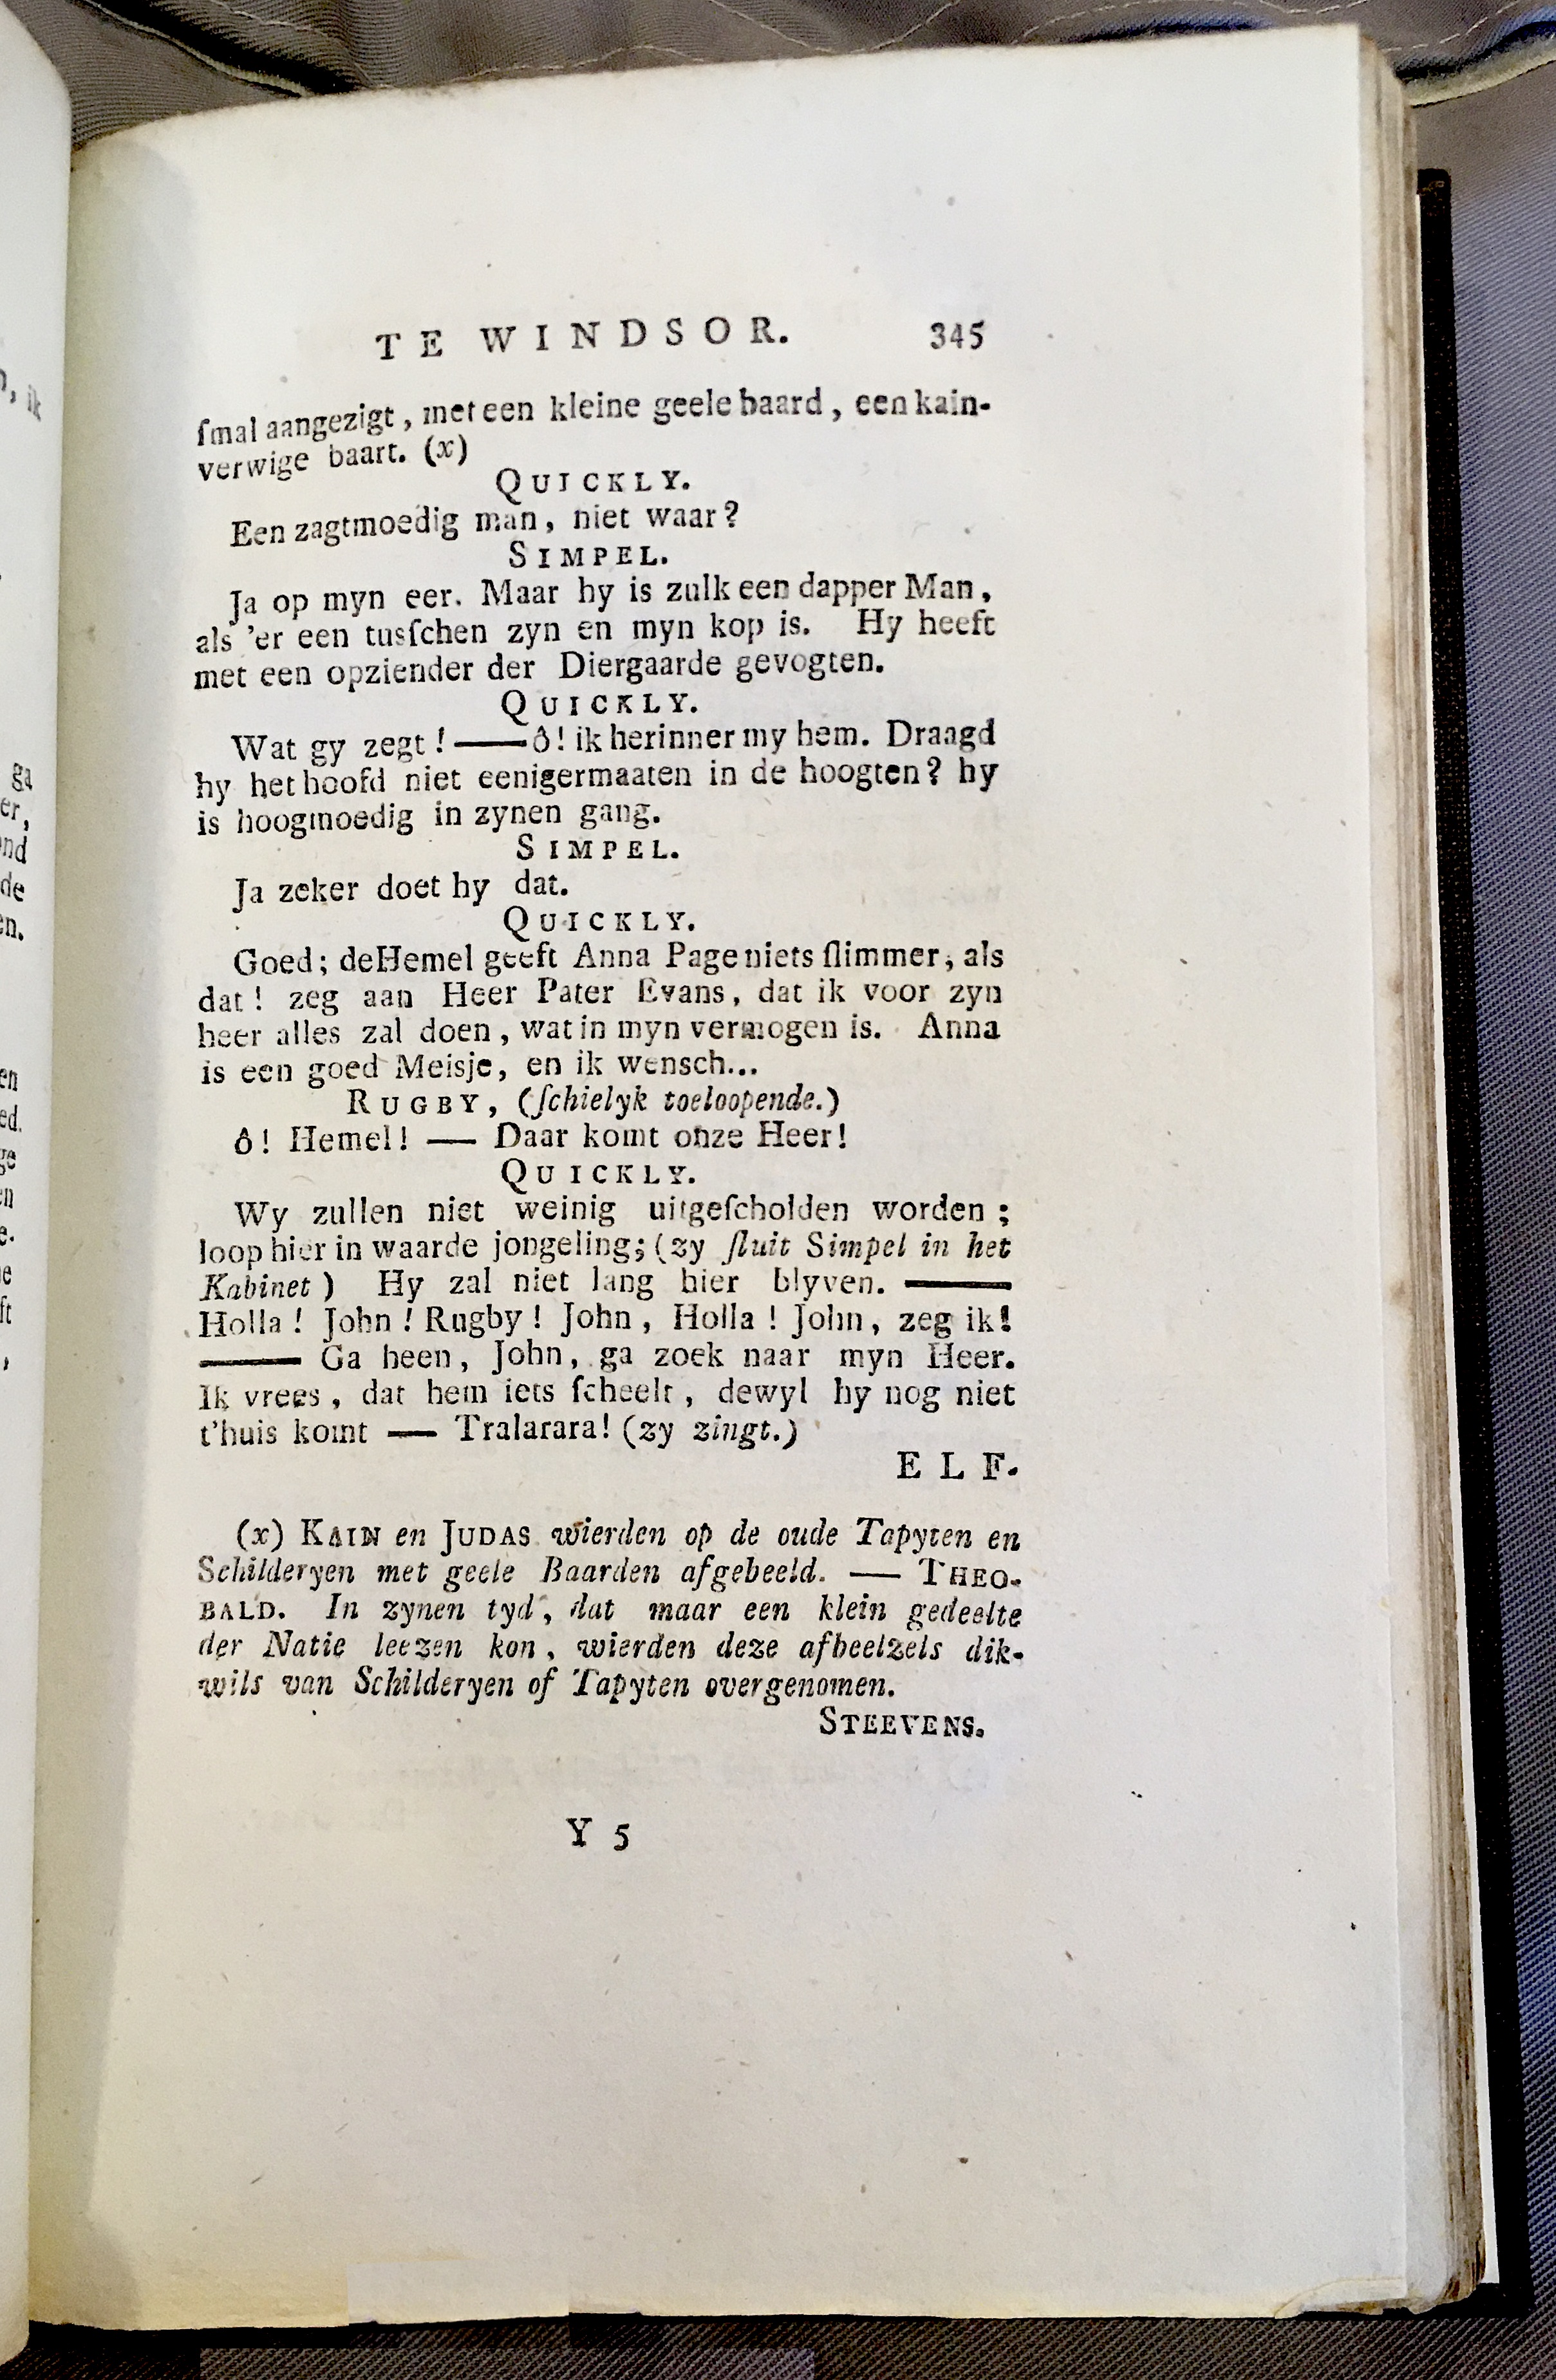 TE WINDSOR. 345
ſmal aangezigt, met een kleine geele baard, een kain-
verwige baart. (x)
QUICKLY.
Een zagtmoedig man, niet waar?
SIMPEL.
Ja op myn eer. Maar hy is zulk een dapper Man,
als 'er een tusſchen zyn en myn kop is. Hy heeft
met een opziender der Diergaarde gevogten.
QUICKLY.
Wat gy zegt! — ô! ik herinner my hem. Draagd
hy het hoofd niet eenigermaaten in de hoogten? hy
is hoogmoedig in zynen gang.
SIMPEL.
Ja zeker doet hy dat.
QUICKLY.
Goed; de Hemel geeft Anna Page niets ſlimmer, als
dat! zeg aan Heer Pater Evans, dat ik voor zyn
heer alles zal doen, wat in myn vermogen is. Anna
is een goed Meisje, en ik wensch...
RUGBY, (ſchielyk toeloopende.)
ô! Hemel! — Daar komt onze Heer!
QUICKLY.
Wy zullen niet weinig uitgeſcholden worden;
loop hier in waarde jongeling; (zy ſluit Simpel in het
Kabinet) Hy zal niet lang hier blyven. —
Holla! John! Rugby! John, Holla! John, zeg ik!
— Ga heen, John, ga zoek naar myn Heer.
Ik vrees, dat hem iets ſcheelt, dewyl hy nog niet
t'huis komt — Tralarara! (zy zingt.)
ELF.
(x) KAIN en JUDAS wierden op de oude Tapyten en
Schilderyen met geele Baarden afgebeeld. — THEO-
BALD. In zynen tyd, dat maar een klein gedeelte
der Natie leezen kon, wierden deze afbeelzels dik-
wils van Schilderyen of Tapyten overgenomen.
STEEVENS.
Y 5